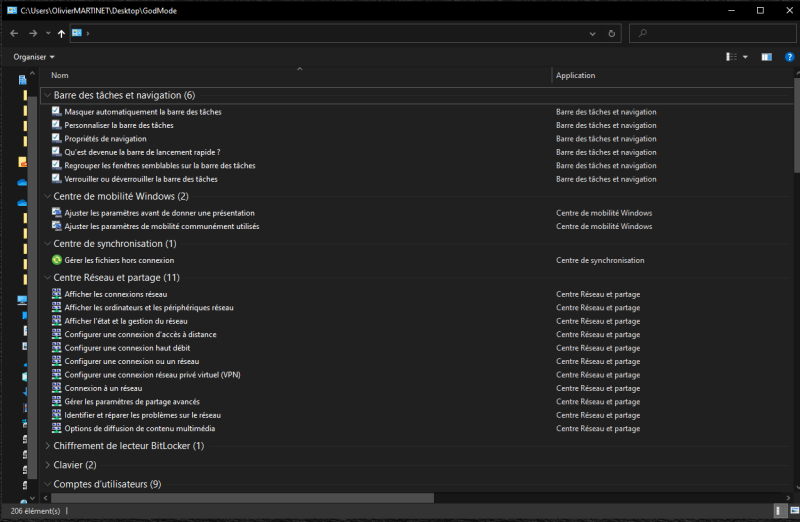 C:\Users\OlivierMARTINET\Desktop\GodMode
Organiser
Nom Application
Barre des tâches et navigation (6)
Masquer automatiquement la barre des tâches Barre des tâches et navigation
Personnaliser la barre des tâches Barre des tâches et navigation
Propriétés de navigation Barre des tâches et navigation
Qu'est devenue la barre de lancement rapide ? Barre des tâches et navigation
Regrouper les fenêtres semblables sur la barre des tâches Barre des tâches et navigation
Verrouiller ou déverrouiller la barre des tâches Barre des tâches et navigation
Centre de mobilité Windows (2)
Ajuster les paramètres avant de donner une présentation Centre de mobilité Windows
Ajuster les paramètres de mobilité communément utilisés Centre de mobilité Windows
Centre de synchronisation (1)
Gérer les fichiers hors connexion Centre de synchronisation
Centre Réseau et partage (11)
Afficher les connexions réseau Centre Réseau et partage
Afficher les ordinateurs et les périphériques réseau Centre Réseau et partage
Afficher l'état et la gestion du réseau Centre Réseau et partage
Configurer une connexion d'accès à distance Centre Réseau et partage
Configurer une connexion haut débit Centre Réseau et partage
Configurer une connexion ou un réseau Centre Réseau et partage
Configurer une connexion réseau privé virtuel (VPN) Centre Réseau et partage
Connexion à un réseau Centre Réseau et partage
Gérer les paramètres de partage avancés Centre Réseau et partage
Identifier et réparer les problèmes sur le réseau Centre Réseau et partage
Options de diffusion de contenu multimédia Centre Réseau et partage
Chiffrement de lecteur BitLocker (1)
Clavier (2)
Comptes d'utilisateurs (9)
206 élément(s)